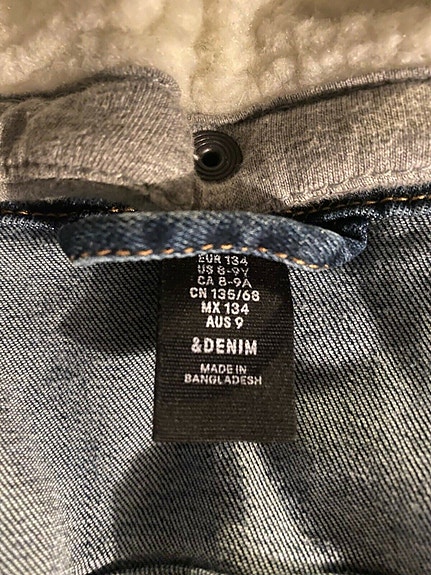 EUR 134
US 8-9Y
CA 8-9A
CN 135/68
MX 134
AUS 9
&DENIM
MADE IN
BANGLADESH